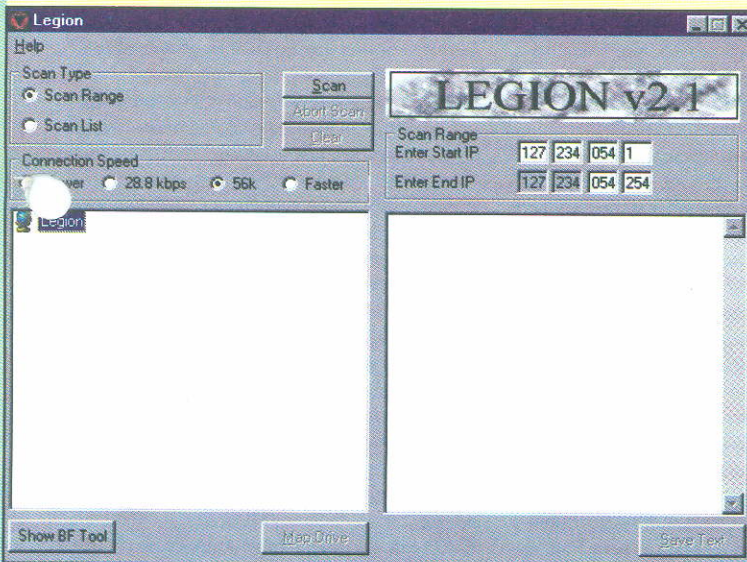 Legion
Help
Scan Type
Scan Range
Scan List
Scan
Abort Scan
Clear
LEGION v2.1
Connection Speed
28.8 kbps
56k
Faster
Scan Range
Enter Start IP 127 234 054 1
Enter End IP 127 234 054 254
Legion
Show BF Tool
Map Drive
Save Text